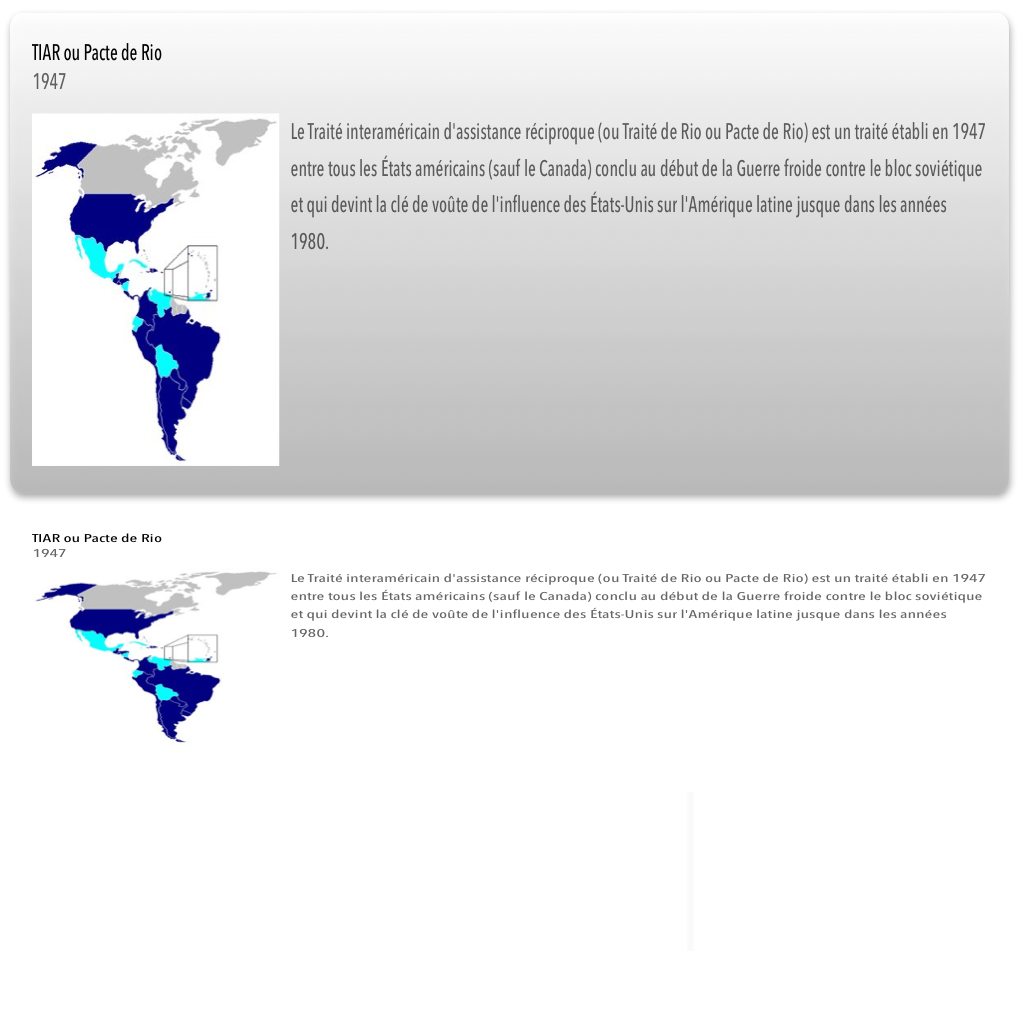 TIAR ou Pacte de Rio
1947
Le Traité interaméricain d'assistance réciproque (ou Traité de Rio ou Pacte de Rio) est un traité établi en 1947
entre tous les États américains (sauf le Canada) conclu au début de la Guerre froide contre le bloc soviétique
et qui devint la clé de voûte de l'influence des États-Unis sur l'Amérique latine jusque dans les années
1980.
TIAR ou Pacte de Rio
1947
Le Traité interaméricain d'assistance réciproque (ou Traité de Rio ou Pacte de Rio) est un traité établi en 1947
entre tous les États américains (sauf le Canada) conclu au début de la Guerre froide contre le bloc soviétique
et qui devint la clé de voûte de l'influence des États-Unis sur l'Amérique latine jusque dans les années
1980.